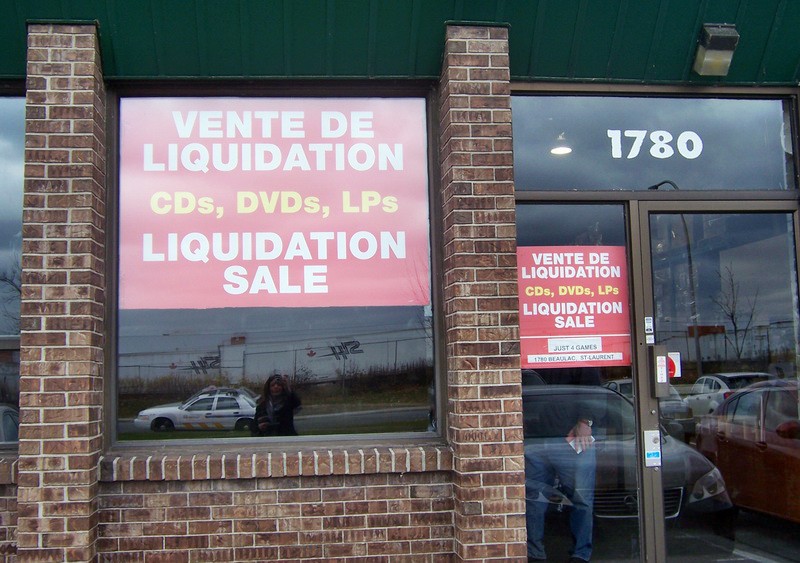 VENTE DE
LIQUIDATION
CDs, DVDs, LPs
LIQUIDATION
SALE
1780
VENTE DE
LIQUIDATION
CDs, DVDs, LPs
LIQUIDATION
SALE
JUST 4 GAMES
1780 BEAULAC, ST-LAURENT